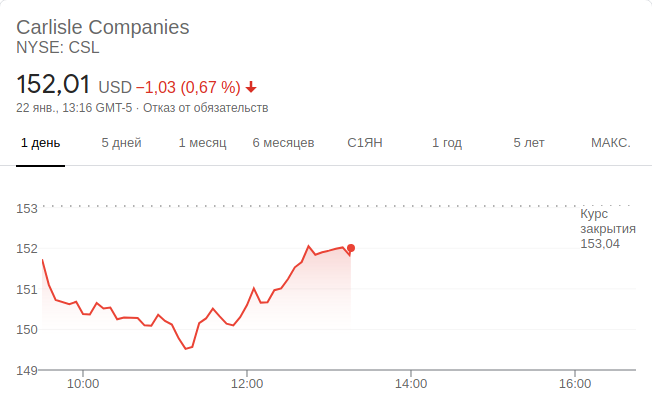 Carlisle Companies
NYSE: CSL
152,01 USD −1,03 (0,67 %)
22 янв., 13:16 GMT-5 · Отказ от обязательств
1 день 5 дней 1 месяц 6 месяцев С1ЯН 1 год 5 лет МАКС.
153
Курс
закрытия
153,04
152
151
150
149
10:00 12:00 14:00 16:00